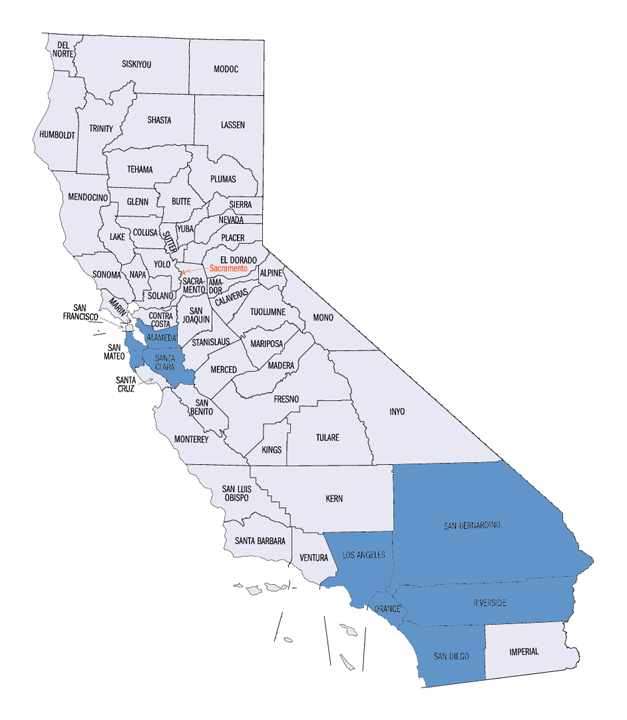 DEL
NORTE
SISKIYOU
MODOC
HUMBOLDT
TRINITY
SHASTA
LASSEN
TEHAMA
PLUMAS
MENDOCINO
GLENN
BUTTE
SIERRA
NEVADA
LAKE
COLUSA
SUTTER
YUBA
PLACER
SONOMA
NAPA
YOLO
EL DORADO
Sacramento
SACRA-
MENTO
AMA-
DOR
ALPINE
SOLANO
CALAVERAS
MARIN
SAN
FRANCISCO
CONTRA
COSTA
SAN
JOAQUIN
TUOLUMNE
MONO
ALAMEDA
STANISLAUS
MARIPOSA
SAN
MATEO
SANTA
CLARA
MERCED
MADERA
SANTA
CRUZ
SAN
BENITO
FRESNO
INYO
MONTEREY
KINGS
TULARE
SAN LUIS
OBISPO
KERN
SANTA BARBARA
VENTURA
LOS ANGELES
SAN BERNARDINO
ORANGE
RIVERSIDE
SAN DIEGO
IMPERIAL